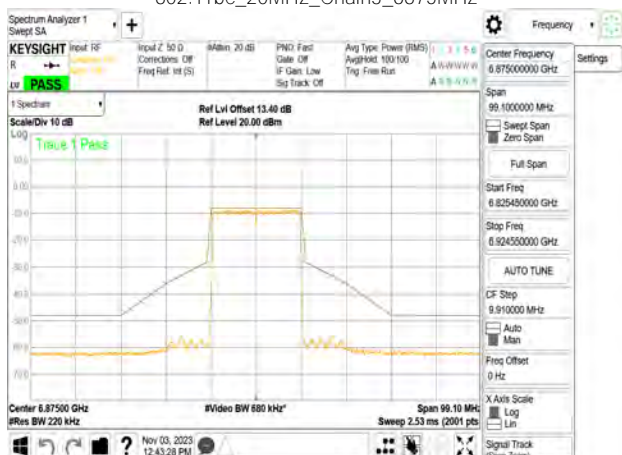 Spectrum Analyzer 1
Swept SA
KEYSIGHT
Input: RF
R
LW
PASS
Input Z: 50 Ω
Corrections: Off
Freq Ref: Int (S)
#Atten: 20 dB
PNO: Fast
Gate: Off
IF Gain: Low
Sig Track: Off
Avg Type: Power (RMS)
Avg|Hold: 100/100
Trig: Free Run
1 Spectrum
Scale/Div 10 dB
Ref Lvl Offset 13.40 dB
Ref Level 20.00 dBm
Log
Trace 1 Pass
Center 6.87500 GHz
#Res BW 220 kHz
#Video BW 680 kHz*
Span 99.10 MHz
Sweep 2.53 ms (2001 pts
Nov 03, 2023
12:43:28 PM
Frequency
Settings
Center Frequency
6.875000000 GHz
Span
99.1000000 MHz
Swept Span
Zero Span
Full Span
Start Freq
6.825450000 GHz
Stop Freq
6.924550000 GHz
AUTO TUNE
CF Step
9.910000 MHz
Auto
Man
Freq Offset
0 Hz
X Axis Scale
Log
Lin
Signal Track